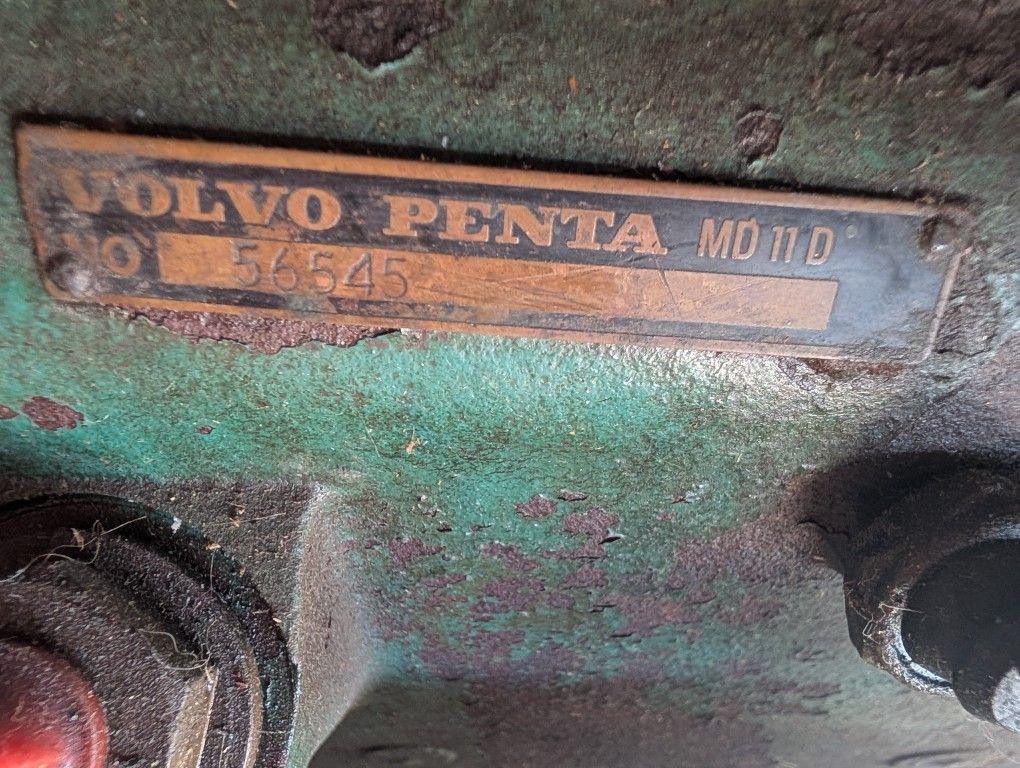 VOLVO PENTA MD 11 D
NO 56545